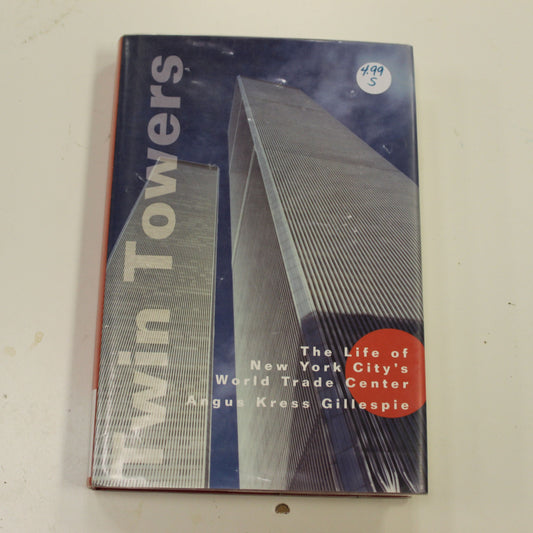 4.99
S
Twin Towers
The Life of
New York City's
World Trade Center
Angus Kress Gillespie